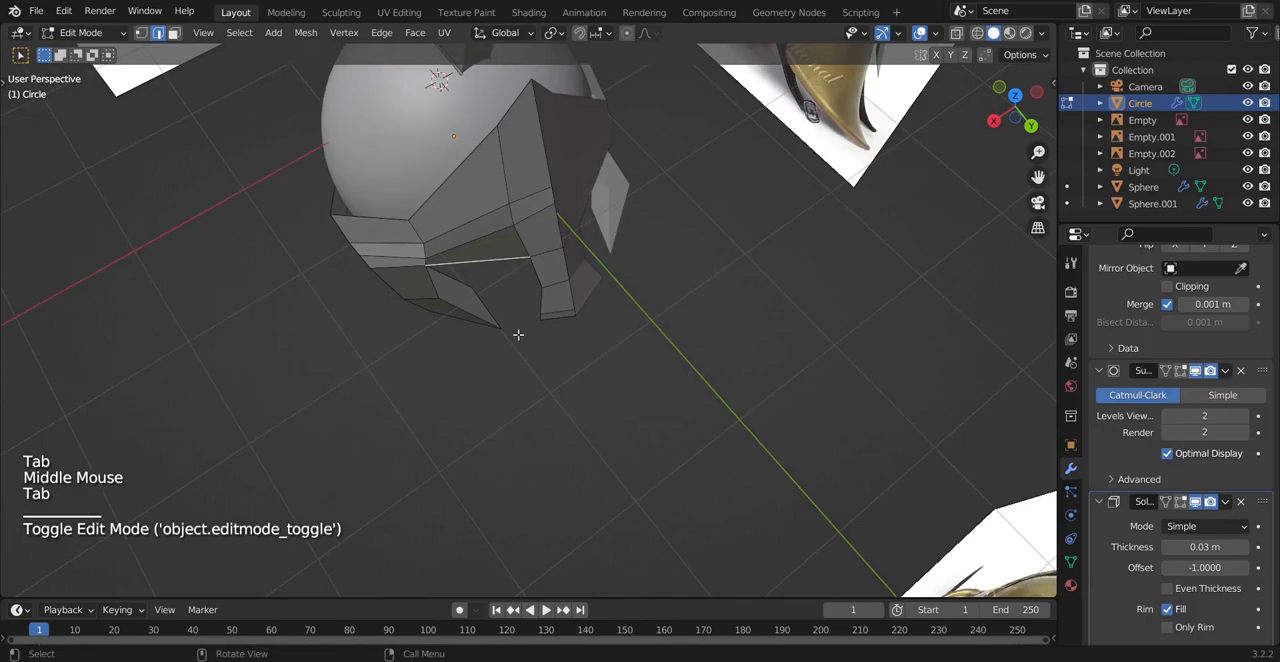 File Edit Render Window Help Layout Modeling Sculpting UV Editing Texture Paint Shading Animation Rendering Compositing Geometry Nodes Scripting + Scene ViewLayer
Edit Mode View Select Add Mesh Vertex Edge Face UV Global
X Y Z Options
User Perspective
(1) Circle
Z
X
Y
Scene Collection
Collection
Camera
Circle
Empty
Empty.001
Empty.002
Light
Sphere
Sphere.001
X Y Z
Mirror Object
Clipping
Merge 0.001 m
Bisect Dista... 0.001 m
Data
Su...
Catmull-Clark Simple
Levels View... 2
Render 2
Optimal Display
Advanced
Sol...
Mode Simple
Thickness 0.03 m
Offset -1.0000
Even Thickness
Rim Fill
Only Rim
Tab
Middle Mouse
Tab
Toggle Edit Mode ('object.editmode_toggle')
Playback Keying View Marker 1 Start 1 End 250
1 10 20 30 40 50 60 70 80 90 100 110 120 130 140 150 160 170 180 190 200 210 220 230 240 250
Select Rotate View Call Menu 3.2.2